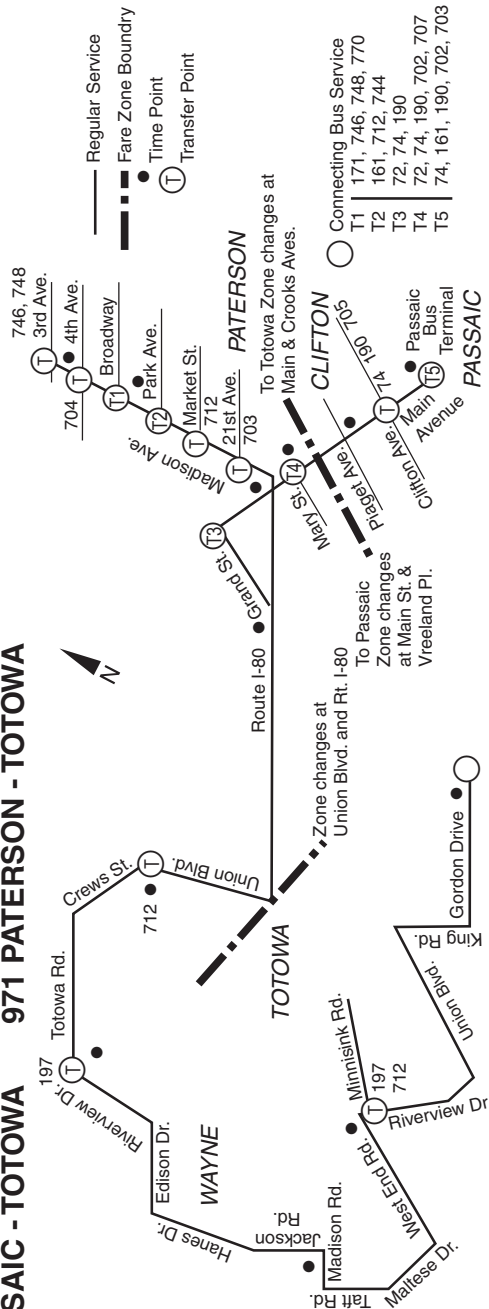 SAIC - TOTOWA 971 PATERSON - TOTOWA
Regular Service
Fare Zone Boundry
Time Point
T Transfer Point
746, 748
T 3rd Ave.
T 4th Ave.
704
Broadway
T1
Park Ave.
T2
Market St.
T 712
21st Ave.
T 703
Madison Ave.
PATERSON
To Totowa Zone changes at
Main & Crooks Aves.
CLIFTON
T3
Grand St.
T4
Mary St.
Piaget Ave.
T 74 190 705
Clifton Ave.
Main
Avenue
Passaic
Bus
Terminal
T5
PASSAIC
Connecting Bus Service
T1 171, 746, 748, 770
T2 161, 712, 744
T3 72, 74, 190
T4 72, 74, 190, 702, 707
T5 74, 161, 190, 702, 703
To Passaic
Zone changes
at Main St. &
Vreeland Pl.
N
Route I-80
Zone changes at
Union Blvd. and Rt. I-80
Union Blvd.
T
712
Crews St.
Totowa Rd.
T
197
Riverview Dr.
TOTOWA
Edison Dr.
WAYNE
Hanes Dr.
Jackson
Rd.
Madison Rd.
Taft Rd.
Maltese Dr.
West End Rd.
Minnisink Rd.
T 197
712
Riverview Dr
Union Blvd.
King Rd.
Gordon Drive